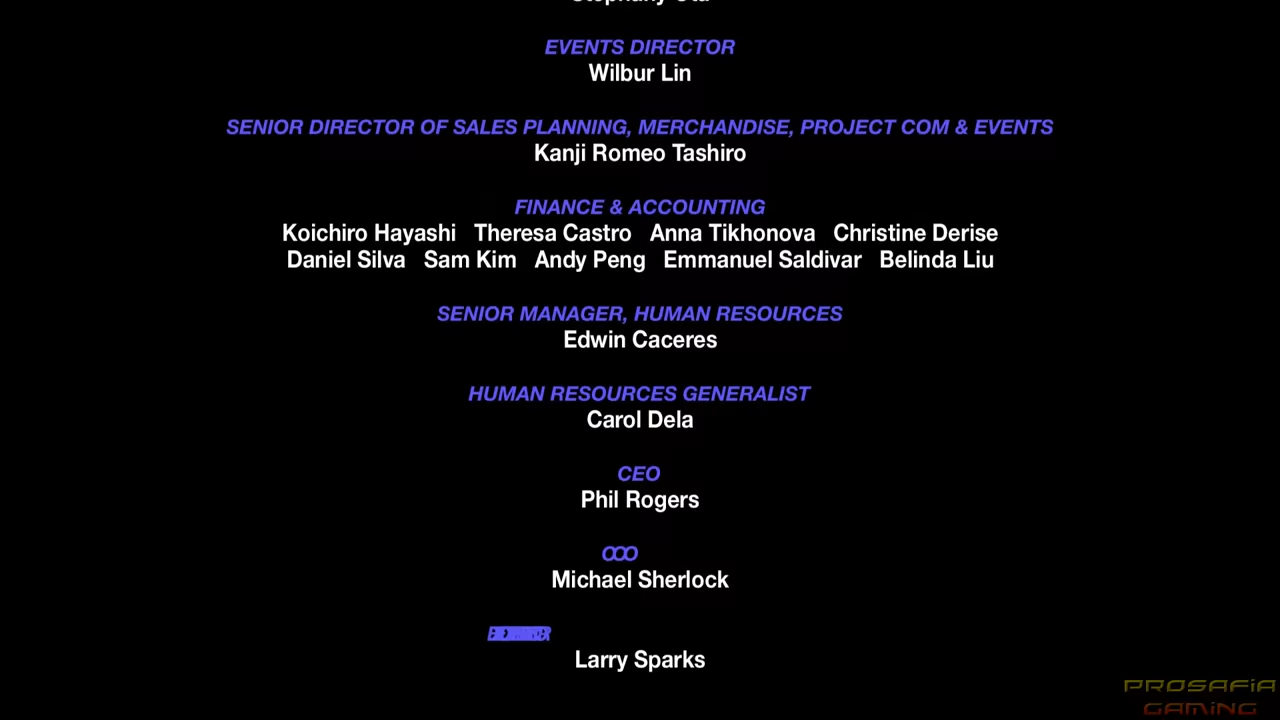 EVENTS DIRECTOR
Wilbur Lin
SENIOR DIRECTOR OF SALES PLANNING, MERCHANDISE, PROJECT COM & EVENTS
Kanji Romeo Tashiro
FINANCE & ACCOUNTING
Koichiro Hayashi Theresa Castro Anna Tikhonova Christine Derise
Daniel Silva Sam Kim Andy Peng Emmanuel Saldivar Belinda Liu
SENIOR MANAGER, HUMAN RESOURCES
Edwin Caceres
HUMAN RESOURCES GENERALIST
Carol Dela
CEO
Phil Rogers
COO
Michael Sherlock
Larry Sparks
PROSAFIA
GAMING